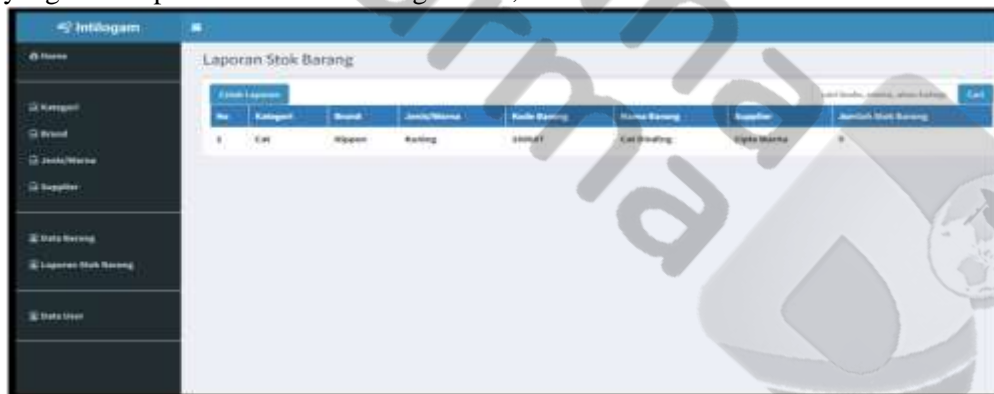 Intilogam
Home
Kategori
Brand
Jenis/Warna
Supplier
Data Barang
Laporan Stok Barang
Data User
Laporan Stok Barang
Cetak Laporan
Cari
No Kategori Brand Jenis/Warna Kode Barang Nama Barang Supplier Jumlah Stok Barang
1 Cat Nippon Kuning Cat Dinding Cipta Warna